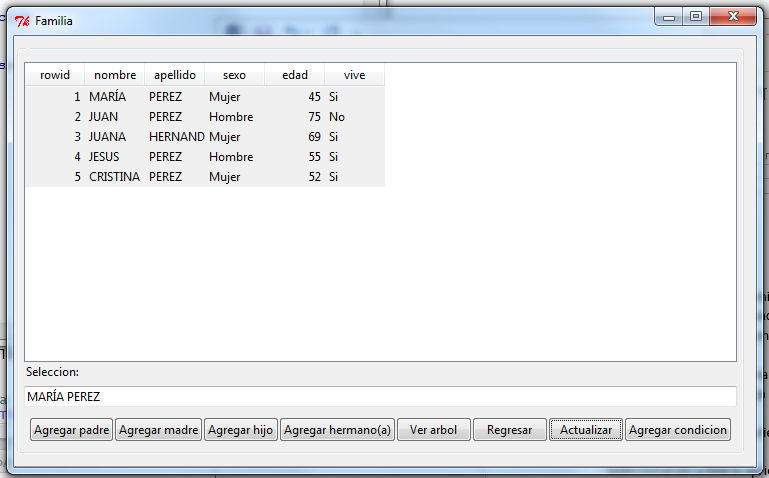 Familia
rowid nombre apellido sexo edad vive
1 MARÍA PEREZ Mujer 45 Si
2 JUAN PEREZ Hombre 75 No
3 JUANA HERNAND Mujer 69 Si
4 JESUS PEREZ Hombre 55 Si
5 CRISTINA PEREZ Mujer 52 Si
Seleccion:
MARÍA PEREZ
Agregar padre Agregar madre Agregar hijo Agregar hermano(a) Ver arbol Regresar Actualizar Agregar condicion